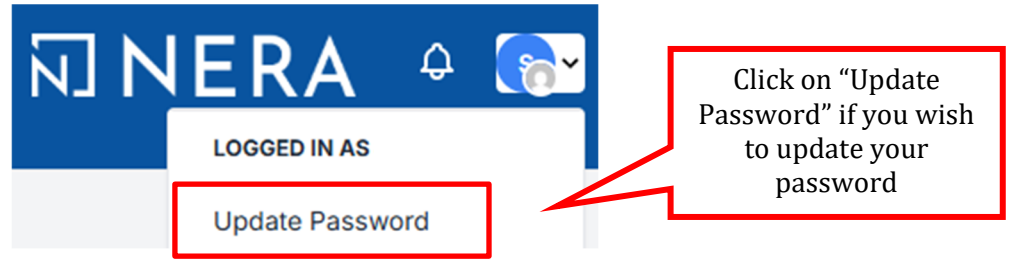 NERA
S
LOGGED IN AS
Update Password
Click on “Update
Password” if you wish
to update your
password